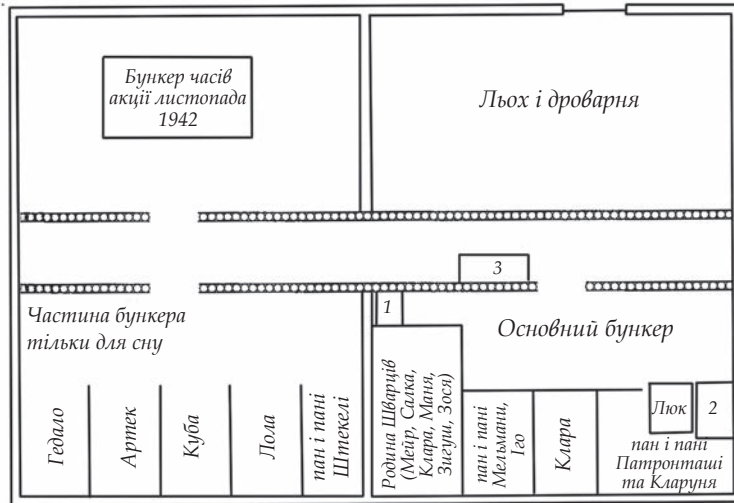 Бункер часів
акції листопада
1942
Льох і дроварня
3
1
Частина бункера
тільки для сну
Основний бункер
Гедало
Артек
Куба
Лола
пан і пані
Штекелі
Родина Шварців
(Меїр, Салка,
Клара, Маня,
Зигуш, Зося)
пан і пані
Мельмани,
Іго
Клара
Люк
2
пан і пані
Патронташі
та Кларуня